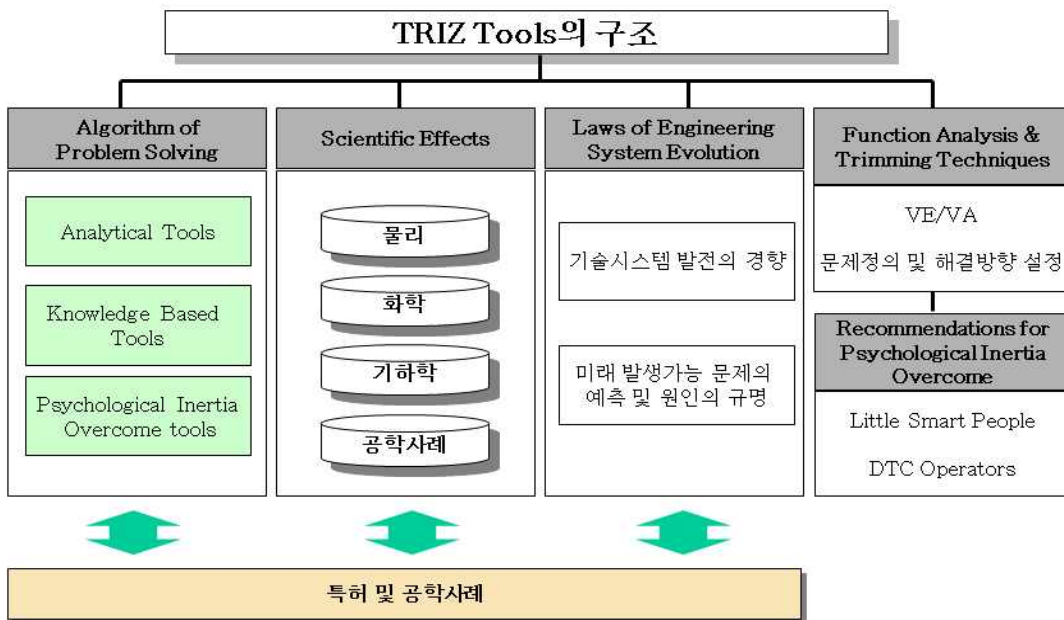 TRIZ Tools의 구조
Algorithm of
Problem Solving
Analytical Tools
Knowledge Based
Tools
Psychological Inertia
Overcome tools
Scientific Effects
물리
화학
기하학
공학사례
Laws of Engineering
System Evolution
기술시스템 발전의 경향
미래 발생가능 문제의
예측 및 원인의 규명
Function Analysis &
Trimming Techniques
VE/VA
문제정의 및 해결방향 설정
Recommendations for
Psychological Inertia
Overcome
Little Smart People
DTC Operators
특허 및 공학사례